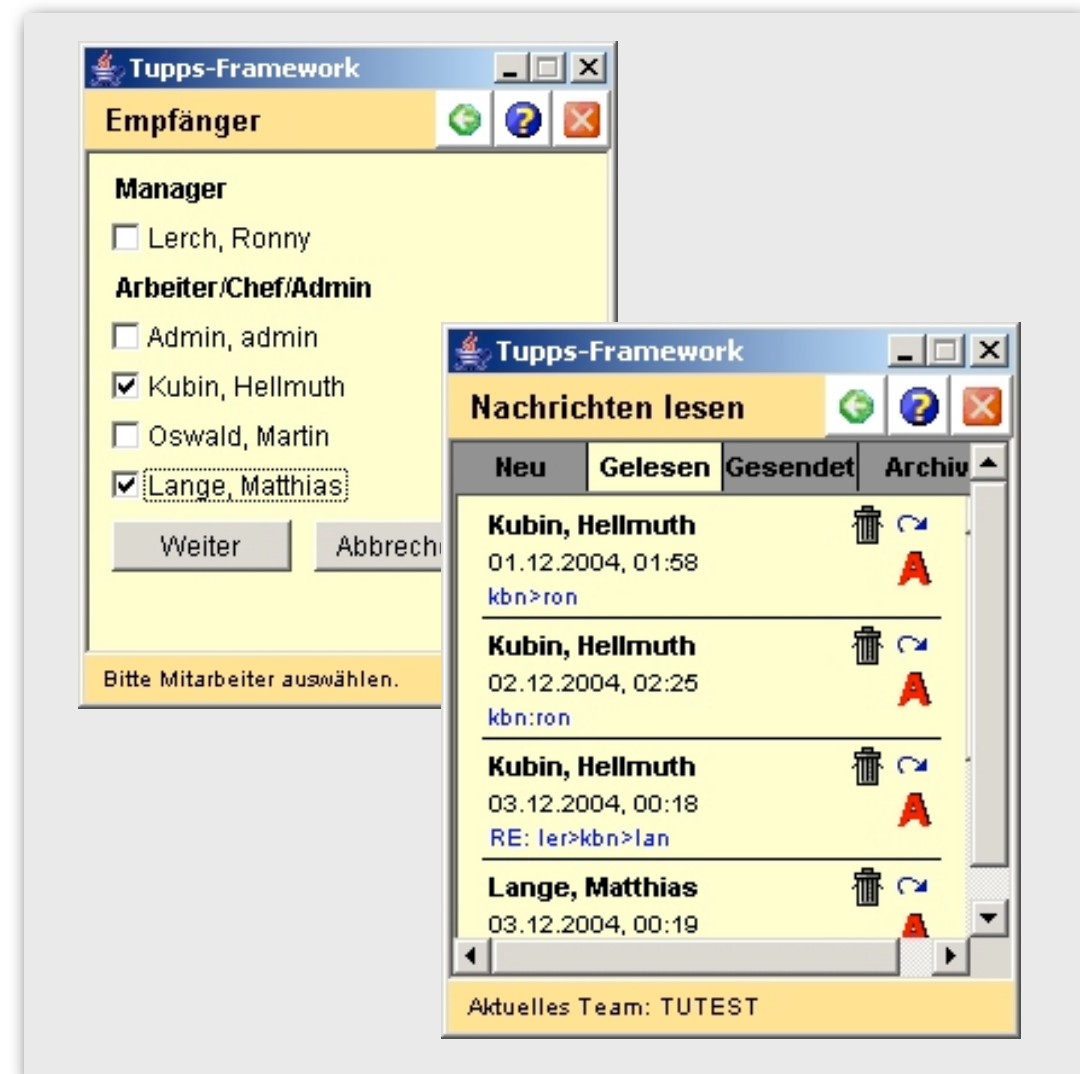 Tupps-Framework
Empfänger
Manager
Lerch, Ronny
Arbeiter/Chef/Admin
Admin, admin
Kubin, Hellmuth
Oswald, Martin
Lange, Matthias
Weiter
Abbreche
Bitte Mitarbeiter auswählen.
Tupps-Framework
Nachrichten lesen
Neu Gelesen Gesendet Archiv
Kubin, Hellmuth
01.12.2004, 01:58
A
kbn>ron
Kubin, Hellmuth
02.12.2004, 02:25
A
kbn:ron
Kubin, Hellmuth
03.12.2004, 00:18
A
RE: ler>kbn>lan
Lange, Matthias
03.12.2004, 00:19
A
Aktuelles Team: TUTEST